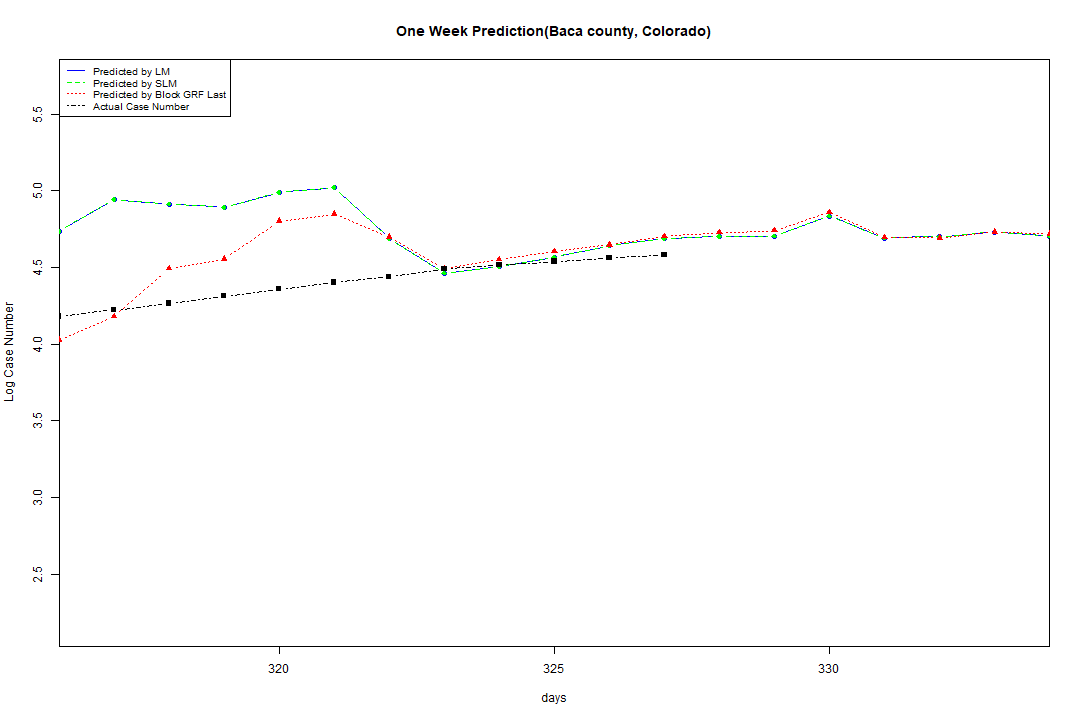 One Week Prediction(Baca county, Colorado)
Predicted by LM
Predicted by SLM
Predicted by Block GRF Last
Actual Case Number
Log Case Number
5.5
5.0
4.5
4.0
3.5
3.0
2.5
320 325 330
days